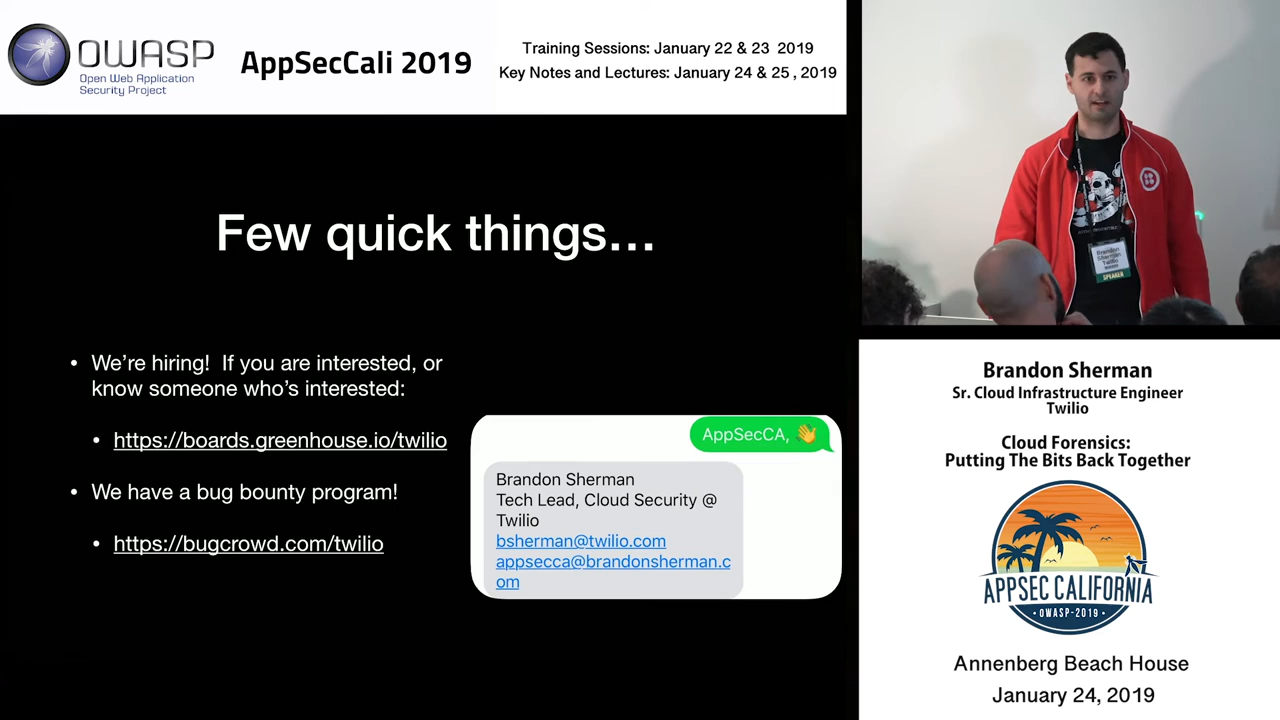 OWASP
Open Web Application
Security Project
AppSecCali 2019
Training Sessions: January 22 & 23 2019
Key Notes and Lectures: January 24 & 25 , 2019
Few quick things...
• We’re hiring! If you are interested, or
know someone who’s interested:
• https://boards.greenhouse.io/twilio
• We have a bug bounty program!
• https://bugcrowd.com/twilio
AppSecCA, 👋
Brandon Sherman
Tech Lead, Cloud Security @
Twilio
bsherman@twilio.com
appsecca@brandonsherman.c
om
Brandon
Sherman
Twilio
SPEAKER
Brandon Sherman
Sr. Cloud Infrastructure Engineer
Twilio
Cloud Forensics:
Putting The Bits Back Together
APPSEC CALIFORNIA
• OWASP-2019 •
Annenberg Beach House
January 24, 2019